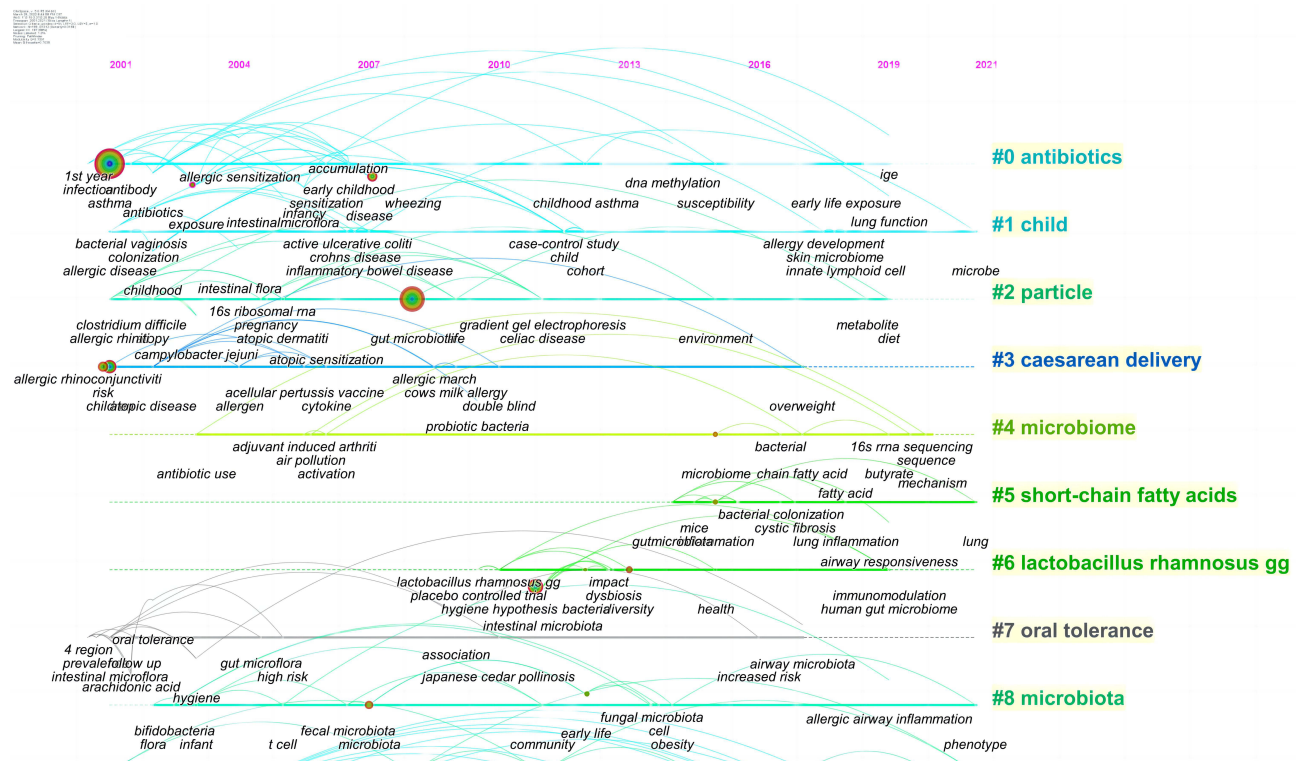 2001 2004 2007 2010 2013 2016 2019 2021
#0 antibiotics
1st year allergic sensitization accumulation ige
infection antibody early childhood dna methylation
asthma sensitization wheezing childhood asthma susceptibility early life exposure
antibiotics infancy disease
exposure intestinal microflora lung function
#1 child
bacterial vaginosis active ulcerative coliti case-control study allergy development
colonization crohns disease child skin microbiome
allergic disease inflammatory bowel disease cohort innate lymphoid cell microbe
childhood intestinal flora
#2 particle
16s ribosomal rna
clostridium difficile pregnancy gradient gel electrophoresis metabolite
allergic rhiniti atopy atopic dermatiti gut microbiota life celiac disease environment diet
campylobacter jejuni atopic sensitization
#3 caesarean delivery
allergic rhinoconjunctiviti allergic march
risk acellular pertussis vaccine cows milk allergy
children atopic disease allergen cytokine double blind overweight
probiotic bacteria
#4 microbiome
adjuvant induced arthriti bacterial 16s rrna sequencing
air pollution sequence
antibiotic use activation microbiome chain fatty acid butyrate
mechanism
fatty acid
#5 short-chain fatty acids
bacterial colonization
mice cystic fibrosis
gut microbiota inflammation lung inflammation lung
airway responsiveness
#6 lactobacillus rhamnosus gg
lactobacillus rhamnosus gg impact
placebo controlled trial dysbiosis immunomodulation
hygiene hypothesis bacteria diversity health human gut microbiome
intestinal microbiota
oral tolerance
#7 oral tolerance
4 region association
prevalence follow up gut microflora airway microbiota
intestinal microflora high risk japanese cedar pollinosis increased risk
arachidonic acid
hygiene
#8 microbiota
fungal microbiota allergic airway inflammation
bifidobacteria fecal microbiota early life cell
flora infant t cell microbiota community obesity phenotype